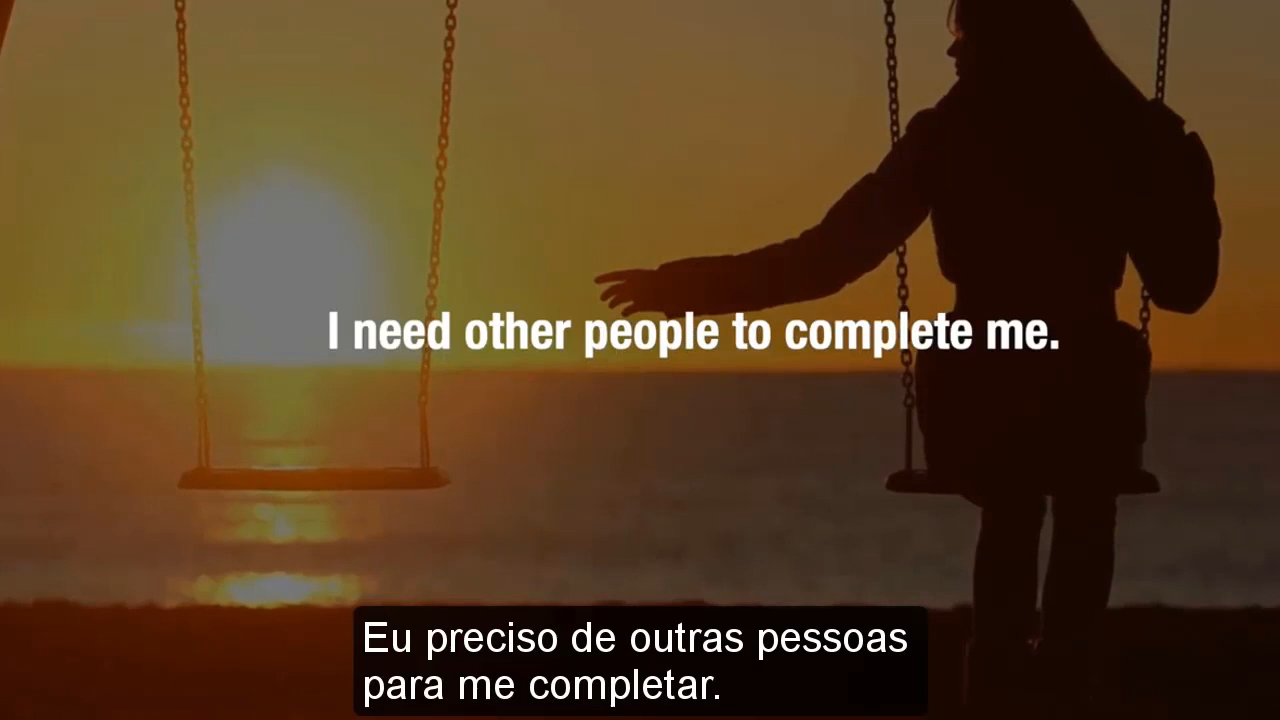 I need other people to complete me.
Eu preciso de outras pessoas
para me completar.